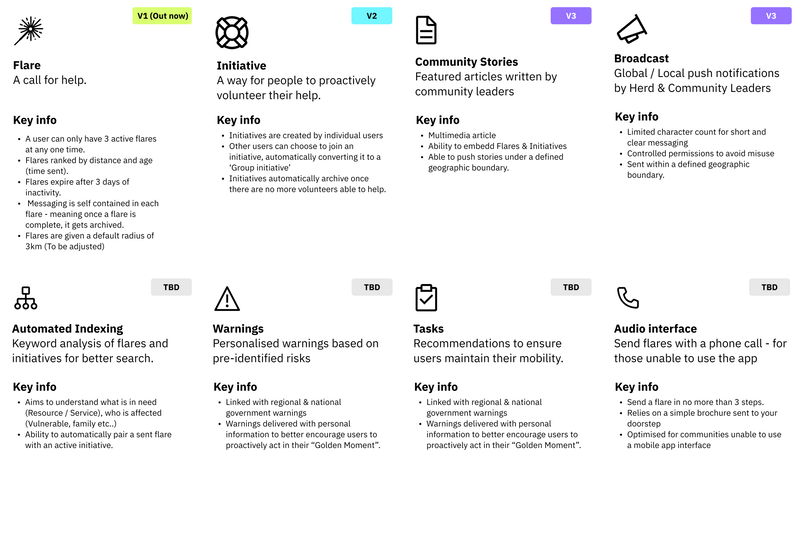 V1 (Out now)
Flare
A call for help.
Key info
• A user can only have 3 active flares
at any one time.
• Flares ranked by distance and age
(time sent).
• Flares expire after 3 days of
inactivity.
• Messaging is self contained in each
flare - meaning once a flare is
complete, it gets archived.
• Flares are given a default radius of
3km (To be adjusted)
V2
Initiative
A way for people to proactively
volunteer their help.
Key info
• Initiatives are created by individual users
• Other users can choose to join an
initiative, automatically converting it to a
‘Group initiative’
• Initiatives automatically archive once
there are no more volunteers able to help.
V3
Community Stories
Featured articles written by
community leaders
Key info
• Multimedia article
• Ability to embedd Flares & Initiatives
• Able to push stories under a defined
geographic boundary.
V3
Broadcast
Global / Local push notifications
by Herd & Community Leaders
Key info
• Limited character count for short and
clear messaging
• Controlled permissions to avoid misuse
• Sent within a defined geographic
boundary.
TBD
Automated Indexing
Keyword analysis of flares and
initiatives for better search.
Key info
• Aims to understand what is in need
(Resource / Service), who is affected
(Vulnerable, family etc..)
• Ability to automatically pair a sent flare
with an active initiative.
TBD
Warnings
Personalised warnings based on
pre-identified risks
Key info
• Linked with regional & national
government warnings
• Warnings delivered with personal
information to better encourage users to
proactively act in their “Golden Moment”.
TBD
Tasks
Recommendations to ensure
users maintain their mobility.
Key info
• Linked with regional & national
government warnings
• Warnings delivered with personal
information to better encourage users to
proactively act in their “Golden Moment”.
TBD
Audio interface
Send flares with a phone call - for
those unable to use the app
Key info
• Send a flare in no more than 3 steps.
• Relies on a simple brochure sent to your
doorstep
• Optimised for communities unable to use
a mobile app interface